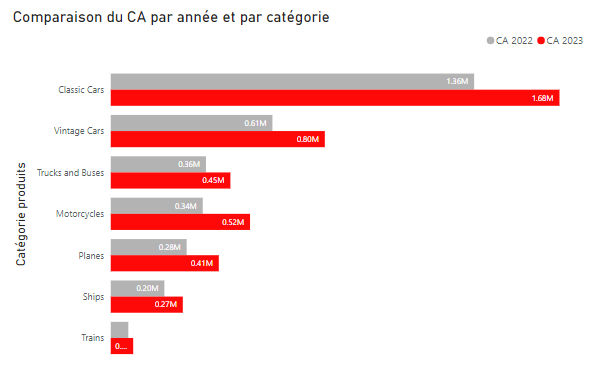 Comparaison du CA par année et par catégorie
CA 2022 CA 2023
Catégorie produits
Classic Cars
1.36M
1.68M
Vintage Cars
0.61M
0.80M
Trucks and Buses
0.36M
0.45M
Motorcycles
0.34M
0.52M
Planes
0.28M
0.41M
Ships
0.20M
0.27M
Trains
0....